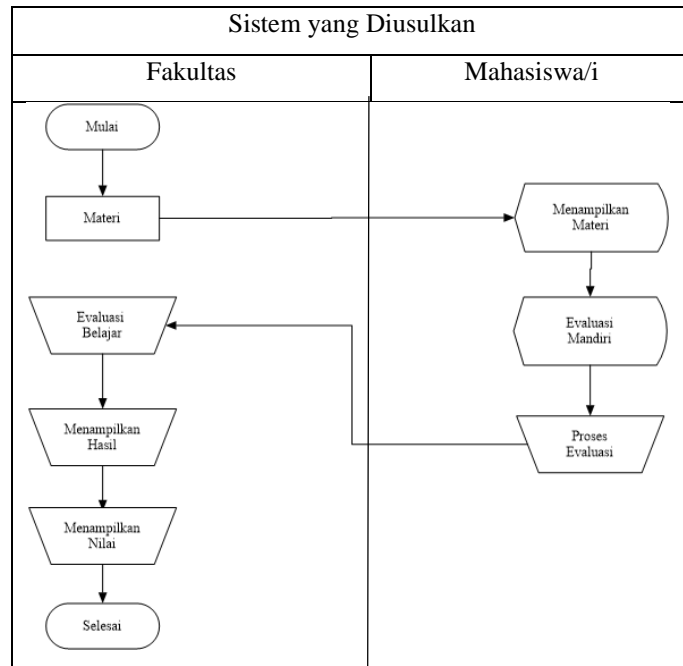 Sistem yang Diusulkan
Fakultas
Mahasiswa/i
Mulai
Materi
Menampilkan
Materi
Evaluasi
Mandiri
Proses
Evaluasi
Evaluasi
Belajar
Menampilkan
Hasil
Menampilkan
Nilai
Selesai